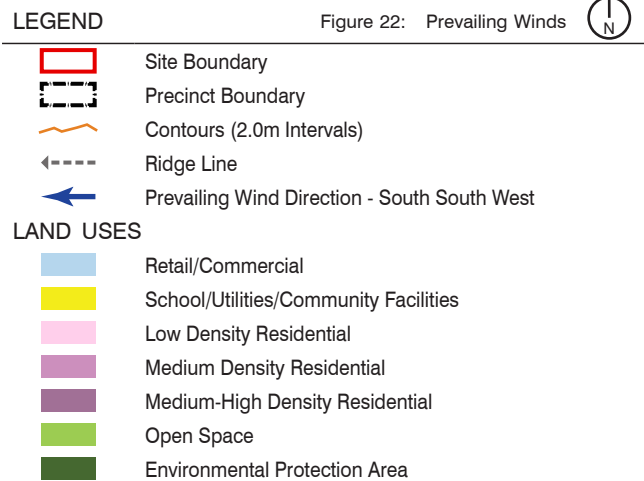 LEGEND Figure 22: Prevailing Winds N
Site Boundary
Precinct Boundary
Contours (2.0m Intervals)
Ridge Line
Prevailing Wind Direction - South South West
LAND USES
Retail/Commercial
School/Utilities/Community Facilities
Low Density Residential
Medium Density Residential
Medium-High Density Residential
Open Space
Environmental Protection Area